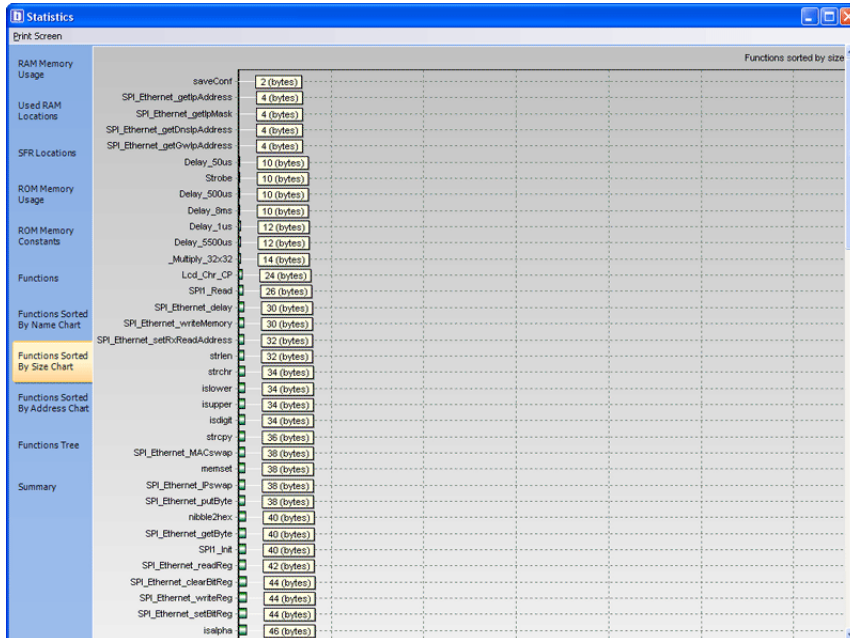 Statistics
Print Screen
RAM Memory
Usage
Used RAM
Locations
SFR Locations
ROM Memory
Usage
ROM Memory
Constants
Functions
Functions Sorted
By Name Chart
Functions Sorted
By Size Chart
Functions Sorted
By Address Chart
Functions Tree
Summary
Functions sorted by size
saveConf 2 (bytes)
SPI_Ethernet_getIpAddress 4 (bytes)
SPI_Ethernet_getIpMask 4 (bytes)
SPI_Ethernet_getDnsIpAddress 4 (bytes)
SPI_Ethernet_getGwIpAddress 4 (bytes)
Delay_50us 10 (bytes)
Strobe 10 (bytes)
Delay_500us 10 (bytes)
Delay_8ms 10 (bytes)
Delay_1us 12 (bytes)
Delay_5500us 12 (bytes)
_Multiply_32x32 14 (bytes)
Lcd_Chr_CP 24 (bytes)
SPI1_Read 26 (bytes)
SPI_Ethernet_delay 30 (bytes)
SPI_Ethernet_writeMemory 30 (bytes)
SPI_Ethernet_setRxReadAddress 32 (bytes)
strlen 32 (bytes)
strchr 34 (bytes)
islower 34 (bytes)
isupper 34 (bytes)
isdigit 34 (bytes)
strcpy 36 (bytes)
SPI_Ethernet_MACswap 38 (bytes)
memset 38 (bytes)
SPI_Ethernet_IPswap 38 (bytes)
SPI_Ethernet_putByte 38 (bytes)
nibble2hex 40 (bytes)
SPI_Ethernet_getByte 40 (bytes)
SPI1_Init 40 (bytes)
SPI_Ethernet_readReg 42 (bytes)
SPI_Ethernet_clearBitReg 44 (bytes)
SPI_Ethernet_writeReg 44 (bytes)
SPI_Ethernet_setBitReg 44 (bytes)
isalpha 46 (bytes)